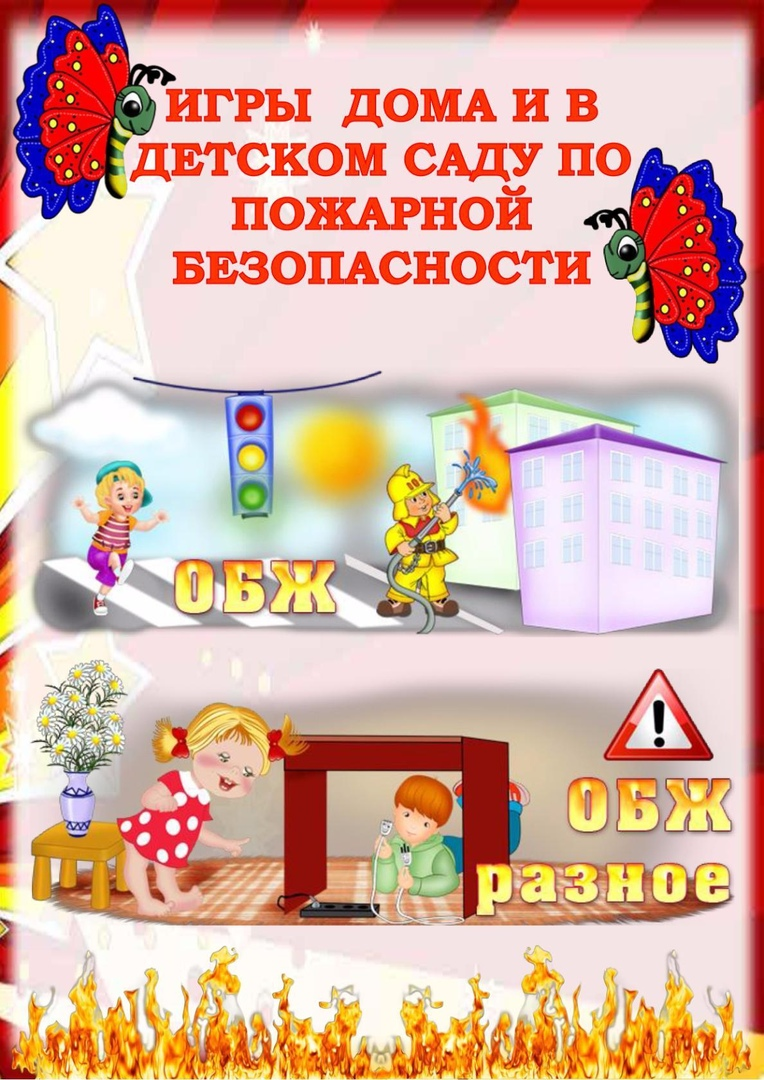 ИГРЫ ДОМА И В
ДЕТСКОМ САДУ ПО
ПОЖАРНОЙ
БЕЗОПАСНОСТИ
ОБЖ
ОБЖ
разное